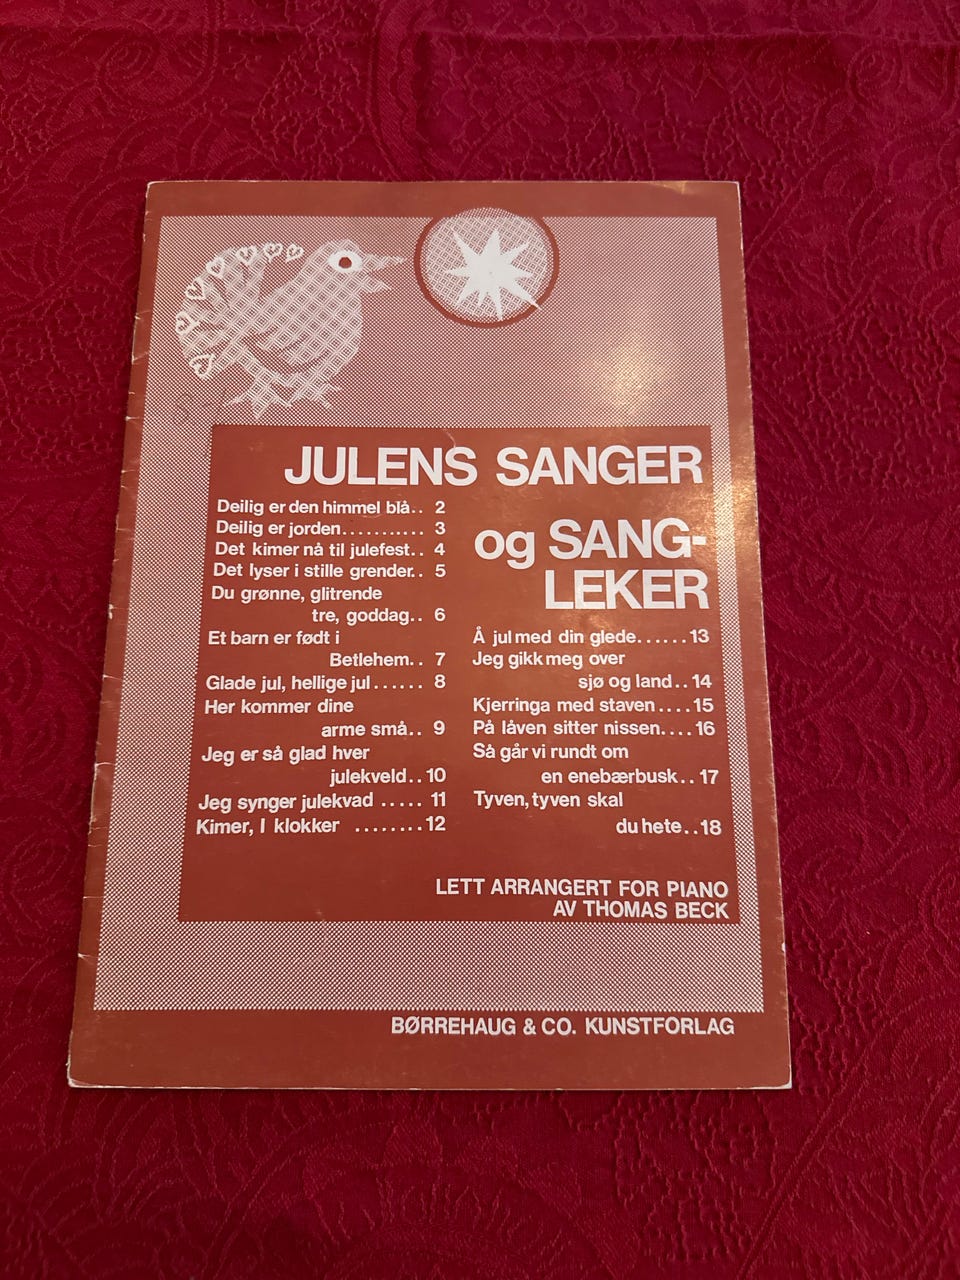 JULENS SANGER
og SANG-
LEKER
Deilig er den himmel blå.. 2
Deilig er jorden........... 3
Det kimer nå til julefest.. 4
Det lyser i stille grender.. 5
Du grønne, glitrende
tre, goddag.. 6
Et barn er født i
Betlehem.. 7
Glade jul, hellige jul...... 8
Her kommer dine
arme små.. 9
Jeg er så glad hver
julekveld.. 10
Jeg synger julekvad ..... 11
Kimer, I klokker ........ 12
Å jul med din glede...... 13
Jeg gikk meg over
sjø og land.. 14
Kjerringa med staven .... 15
På låven sitter nissen.... 16
Så går vi rundt om
en enebærbusk.. 17
Tyven, tyven skal
du hete.. 18
LETT ARRANGERT FOR PIANO
AV THOMAS BECK
BØRREHAUG & CO. KUNSTFORLAG